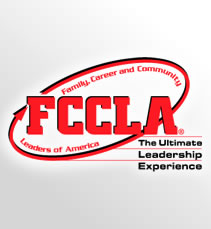 Family, Career and Community
FCCLA®
Leaders of America
The Ultimate
Leadership
Experience